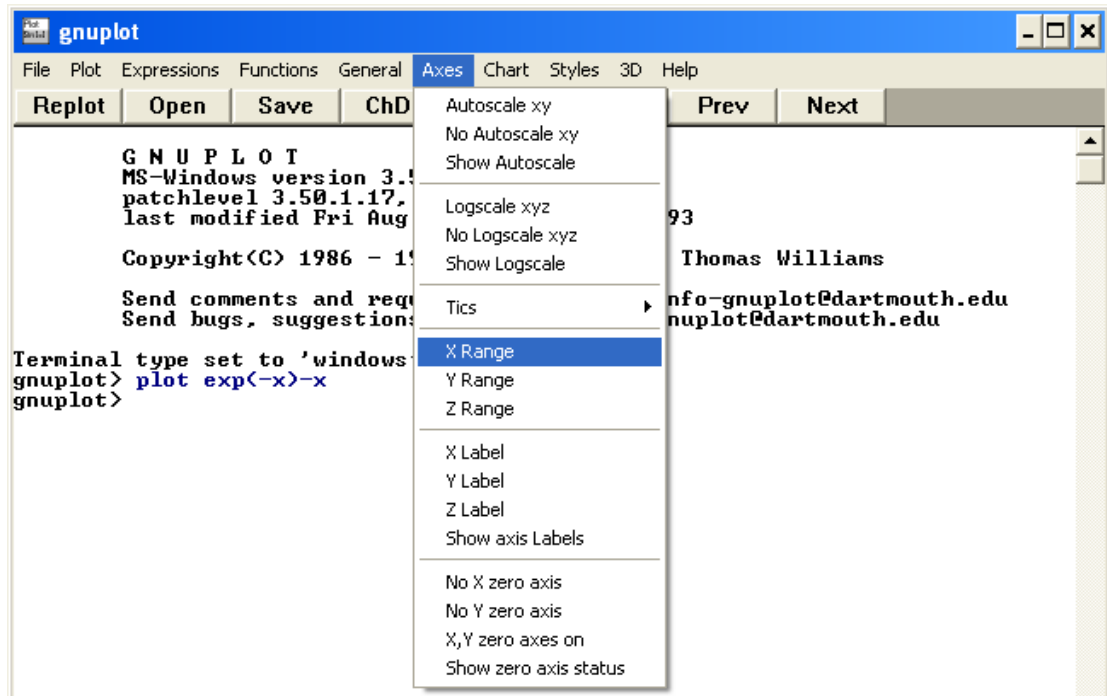 Plot
gnuplot
File Plot Expressions Functions General Axes Chart Styles 3D Help
Replot Open Save ChD Prev Next
Autoscale xy
No Autoscale xy
Show Autoscale
Logscale xyz
No Logscale xyz
Show Logscale
Tics
X Range
Y Range
Z Range
X Label
Y Label
Z Label
Show axis Labels
No X zero axis
No Y zero axis
X,Y zero axes on
Show zero axis status
G N U P L O T
MS-Windows version 3.5
patchlevel 3.50.1.17,
last modified Fri Aug 93
Copyright(C) 1986 - 19 Thomas Williams
Send comments and requ nfo-gnuplot@dartmouth.edu
Send bugs, suggestions nuplot@dartmouth.edu
Terminal type set to 'windows'
gnuplot> plot exp(-x)-x
gnuplot>